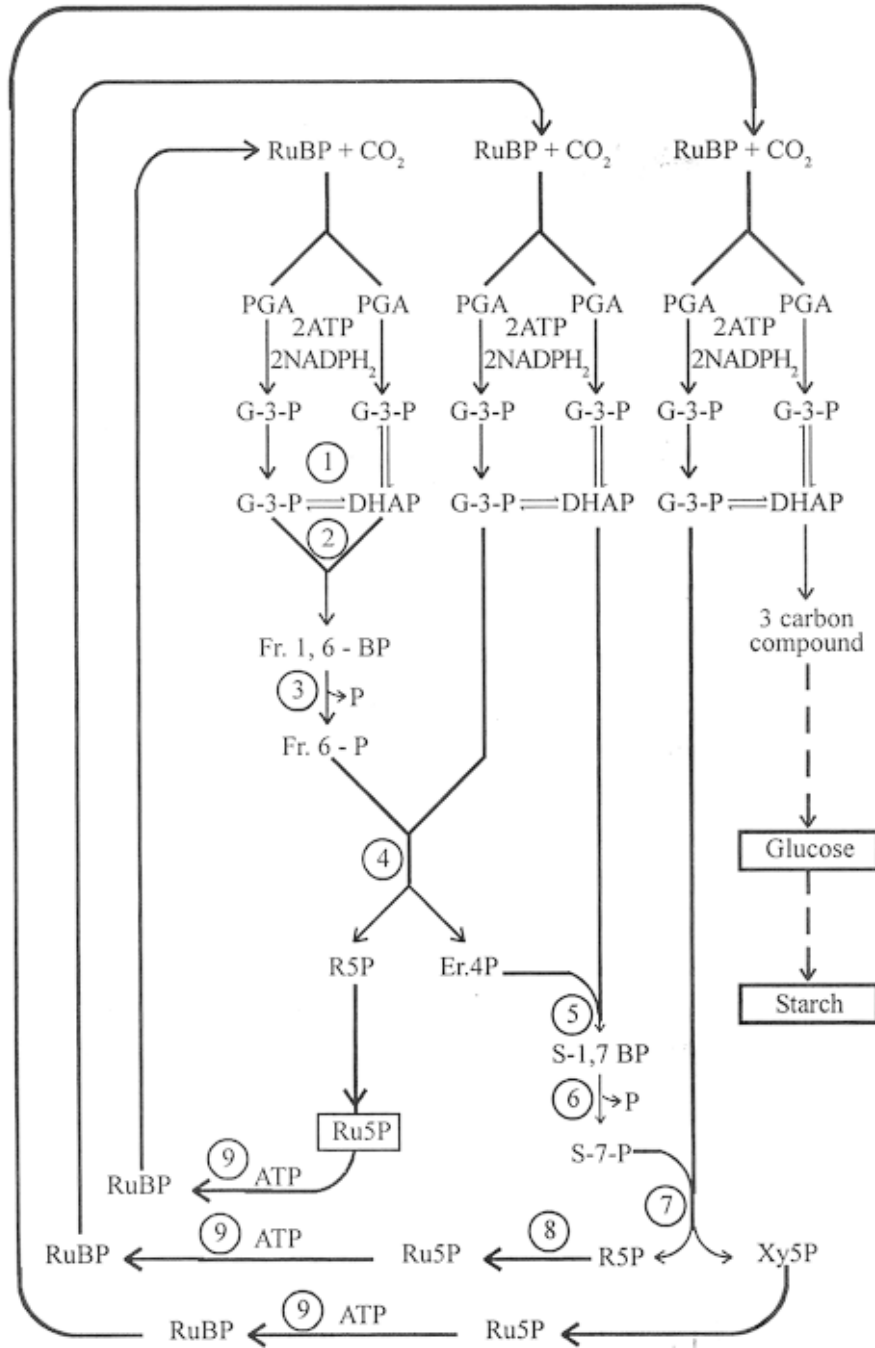 RuBP + CO₂ RuBP + CO₂ RuBP + CO₂
PGA PGA PGA PGA PGA PGA
2ATP 2ATP 2ATP
2NADPH₂ 2NADPH₂ 2NADPH₂
G-3-P G-3-P G-3-P G-3-P G-3-P G-3-P
1
G-3-P DHAP G-3-P DHAP G-3-P DHAP
2
3 carbon
compound
Fr. 1, 6 - BP
3 P
Fr. 6 - P
Glucose
4
R5P Er.4P
Starch
5
S-1,7 BP
6 P
Ru5P
S-7-P
9 ATP
RuBP
7
9 ATP 8
RuBP Ru5P R5P Xy5P
9 ATP
RuBP Ru5P